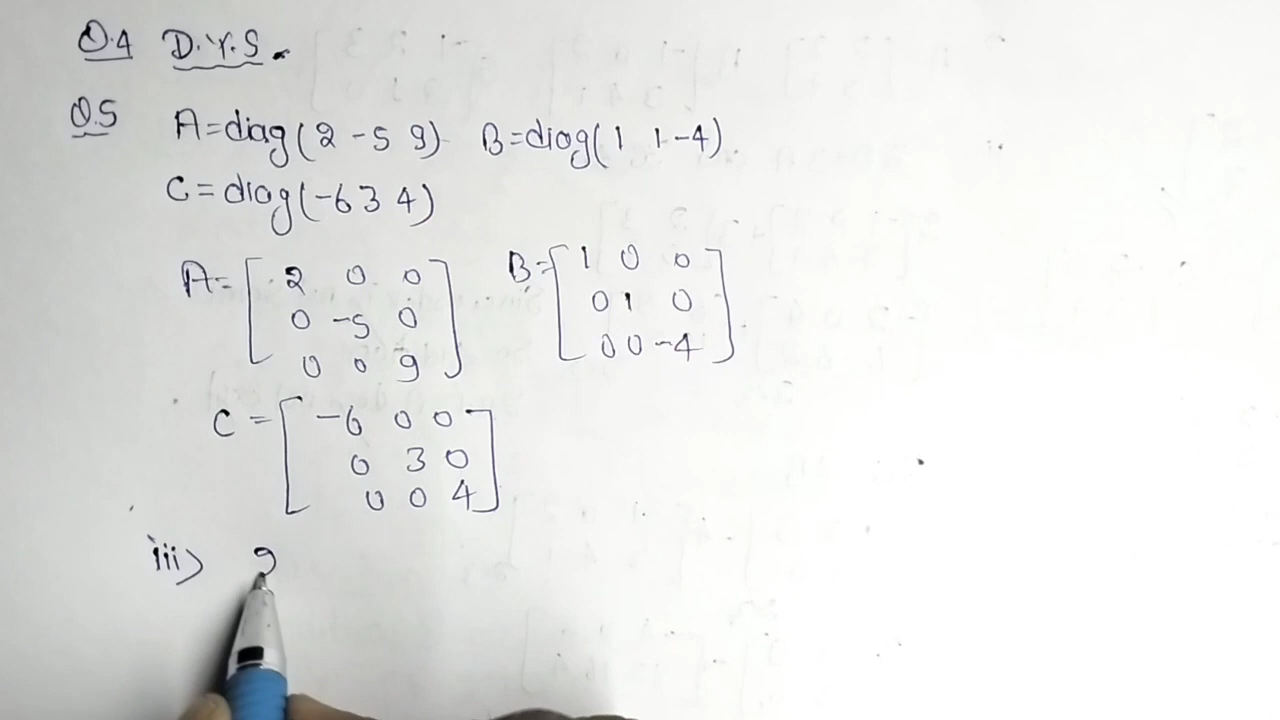 Q.4 D.Y.S.
Q.5 A=diag(2 -5 9) B=diag(1 1 -4).
C=diag(-6 3 4)
A= [ 2 0 0 B= [ 1 0 0 ]
0 -5 0 0 1 0
0 0 9 ] 0 0 -4 ]
C = [ -6 0 0
0 3 0
0 0 4 ]
iii)